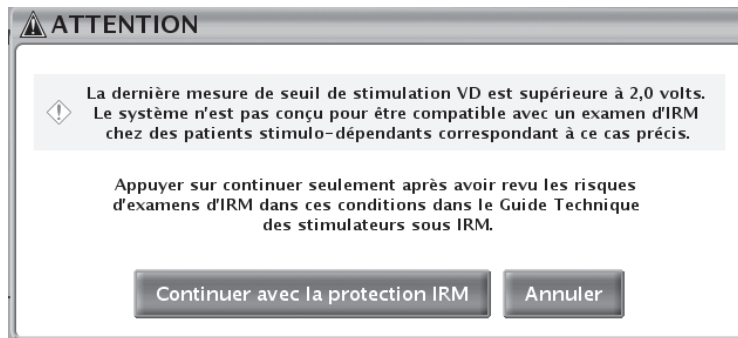 ATTENTION
La dernière mesure de seuil de stimulation VD est supérieure à 2,0 volts.
Le système n'est pas conçu pour être compatible avec un examen d'IRM
chez des patients stimulo-dépendants correspondant à ce cas précis.
Appuyer sur continuer seulement après avoir revu les risques
d'examens d'IRM dans ces conditions dans le Guide Technique
des stimulateurs sous IRM.
Continuer avec la protection IRM Annuler